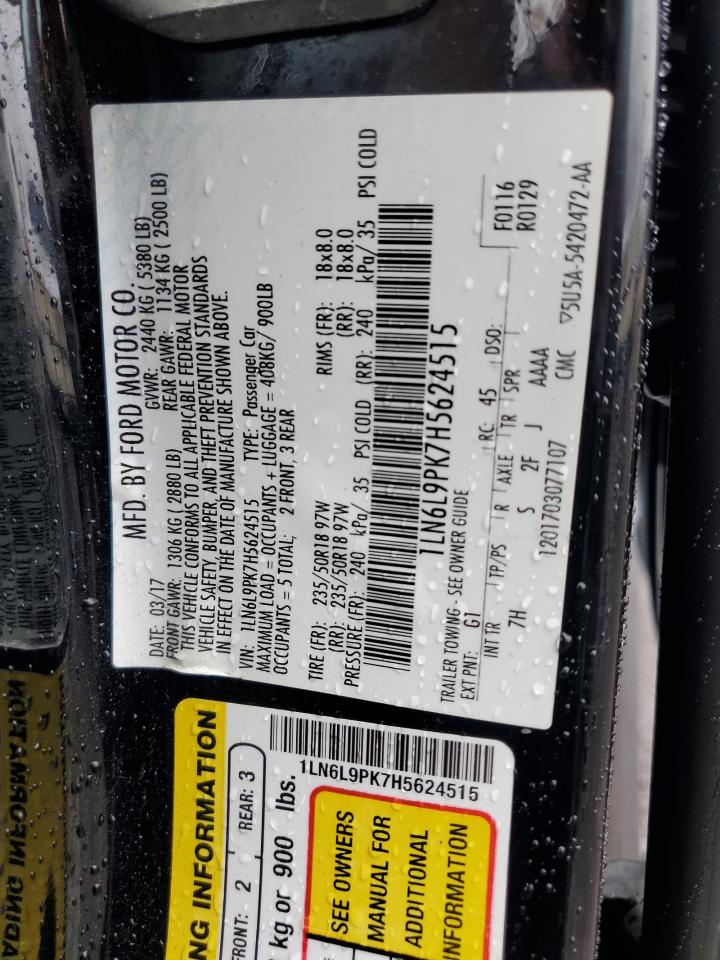 MFD. BY FORD MOTOR CO.
DATE: 03/17 GVWR: 2440 KG ( 5380 LB)
FRONT GAWR: 1306 KG ( 2880 LB) REAR GAWR: 1134 KG ( 2500 LB)
THIS VEHICLE CONFORMS TO ALL APPLICABLE FEDERAL MOTOR
VEHICLE SAFETY, BUMPER, AND THEFT PREVENTION STANDARDS
IN EFFECT ON THE DATE OF MANUFACTURE SHOWN ABOVE.
VIN: 1LN6L9PK7H5624515 TYPE: Passenger Car
MAXIMUM LOAD = OCCUPANTS + LUGGAGE = 408KG/ 900LB
OCCUPANTS = 5 TOTAL; 2 FRONT, 3 REAR
TIRE (FR): 235/50R18 97W RIMS (FR): 18x8.0
(RR): 235/50R18 97W (RR): 18x8.0
PRESSURE (FR): 240 kPa/ 35 PSI COLD (RR): 240 kPa/ 35 PSI COLD
1LN6L9PK7H5624515
TRAILER TOWING - SEE OWNER GUIDE
F0116
R0129
EXT PNT: G1 RC: 45 DSO:
INT TR TP/PS R AXLE TR SPR
7H S 2F J AAAA
1201703077107 CMC ▽5U5A-5420472-AA
NG INFORMATION
FRONT: 2 REAR: 3
kg or 900 lbs.
1LN6L9PK7H5624515
SEE OWNERS
MANUAL FOR
ADDITIONAL
INFORMATION